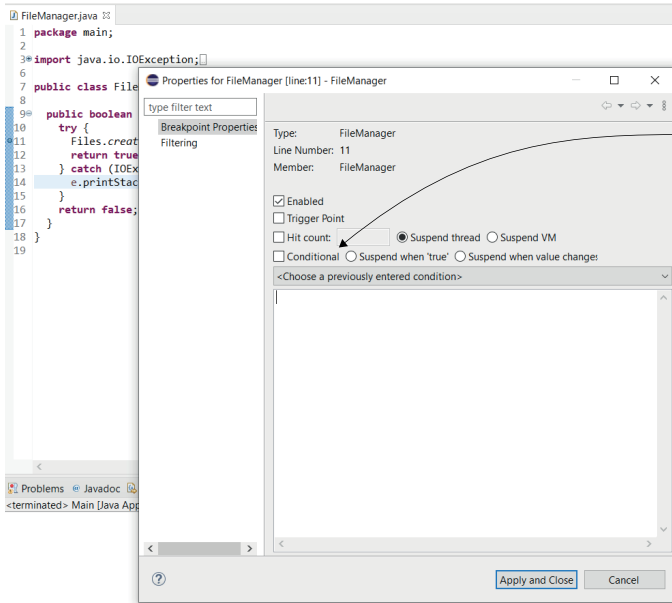 FileManager.java
1 package main;
2
3 import java.io.IOException;
6
7 public class File
8
9 public boolean
10 try {
11 Files.creat
12 return true
13 } catch (IOEx
14 e.printStac
15 }
16 return false;
17 }
18 }
19
Problems @ Javadoc
<terminated> Main [Java App
Properties for FileManager [line:11] - FileManager
type filter text
Breakpoint Properties
Filtering
Type: FileManager
Line Number: 11
Member: FileManager
Enabled
Trigger Point
Hit count: Suspend thread Suspend VM
Conditional Suspend when 'true' Suspend when value changes
<Choose a previously entered condition>
Apply and Close Cancel